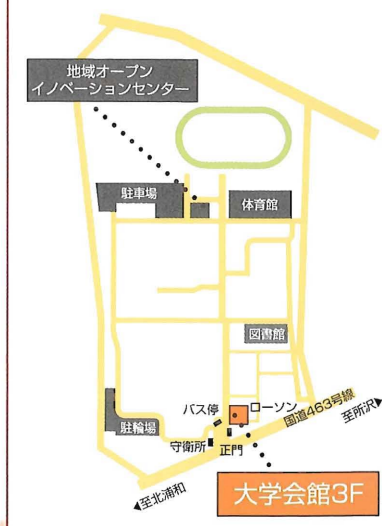 地域オープン
イノベーションセンター
駐車場
体育館
図書館
バス停
ローソン
国道463号線
至所沢▶
駐輪場
守衛所
正門
◀至北浦和
大学会館3F